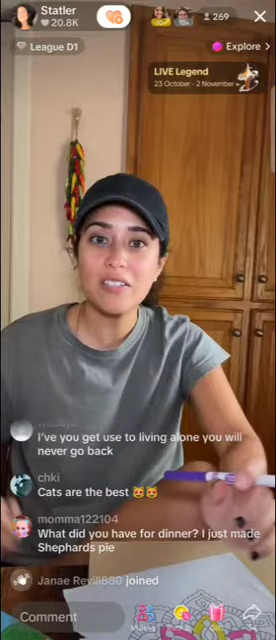 Statler
20.8K
269
League D1
Explore >
LIVE Legend
23 October - 2 November
I've you get use to living alone you will
never go back
chki
Cats are the best 😻😻
momma122104
What did you have for dinner? I just made
Shephards pie
Janae Revili880 joined
Comment
Gift